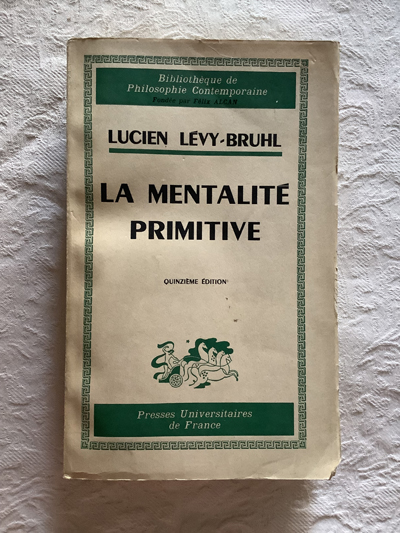 Bibliothèque de
Philosophie Contemporaine
Fondée par Félix ALCAN
LUCIEN LÉVY-BRUHL
LA MENTALITÉ
PRIMITIVE
QUINZIÈME ÉDITION
Presses Universitaires
de France